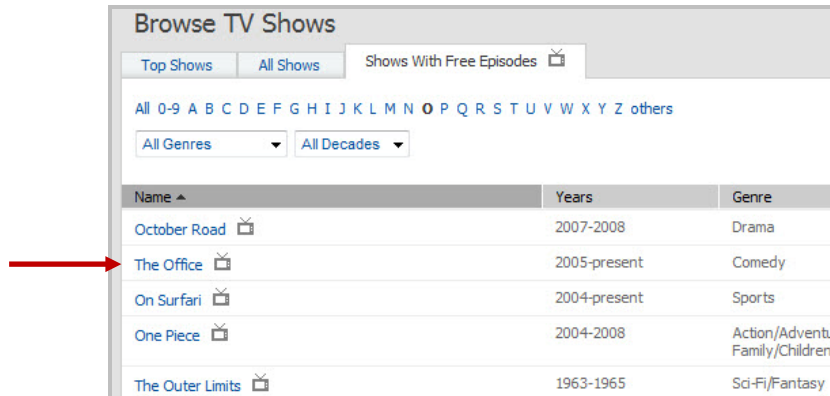 Browse TV Shows
Top Shows All Shows Shows With Free Episodes
All 0-9 A B C D E F G H I J K L M N O P Q R S T U V W X Y Z others
All Genres All Decades
Name Years Genre
October Road 2007-2008 Drama
The Office 2005-present Comedy
On Surfari 2004-present Sports
One Piece 2004-2008 Action/Adventu
Family/Children
The Outer Limits 1963-1965 Sci-Fi/Fantasy